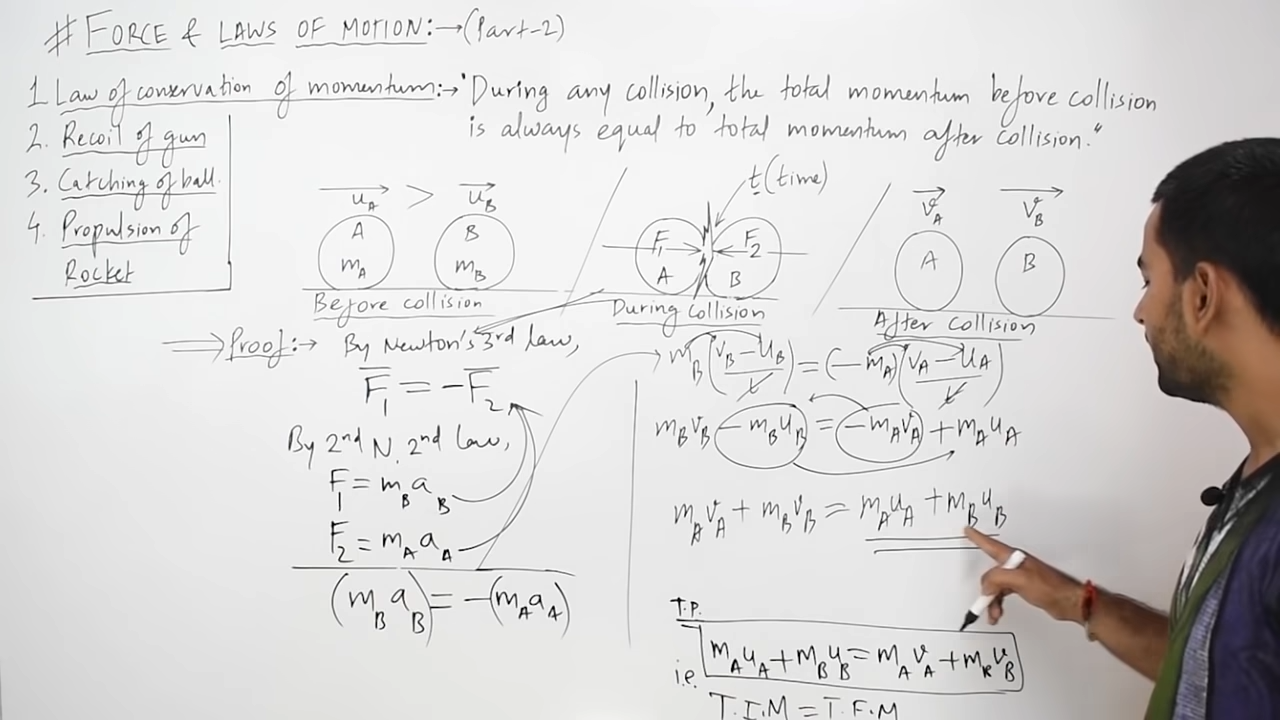 # FORCE & LAWS OF MOTION:→(Part-2)
1. Law of conservation of momentum:→ "During any collision, the total momentum before collision
is always equal to total momentum after collision."
2. Recoil of gun
3. Catching of ball.
4. Propulsion of
Rocket
u_A > u_B
A B
m_A m_B
Before collision
t(time)
F_1 F_2
A B
During collision
v_A v_B
A B
After collision
⇒ Proof:→ By Newton's 3rd law,
F_1 = -F_2
By 2nd N. 2nd law,
F_1 = m_B a_B
F_2 = m_A a_A
(m_B a_B) = -(m_A a_A)
m_B (v_B - u_B / t) = (-m_A) (v_A - u_A / t)
m_B v_B - m_B u_B = -m_A v_A + m_A u_A
m_A v_A + m_B v_B = m_A u_A + m_B u_B
T.P.
m_A u_A + m_B u_B = m_A v_A + m_B v_B
i.e.
T.I.M = T.F.M